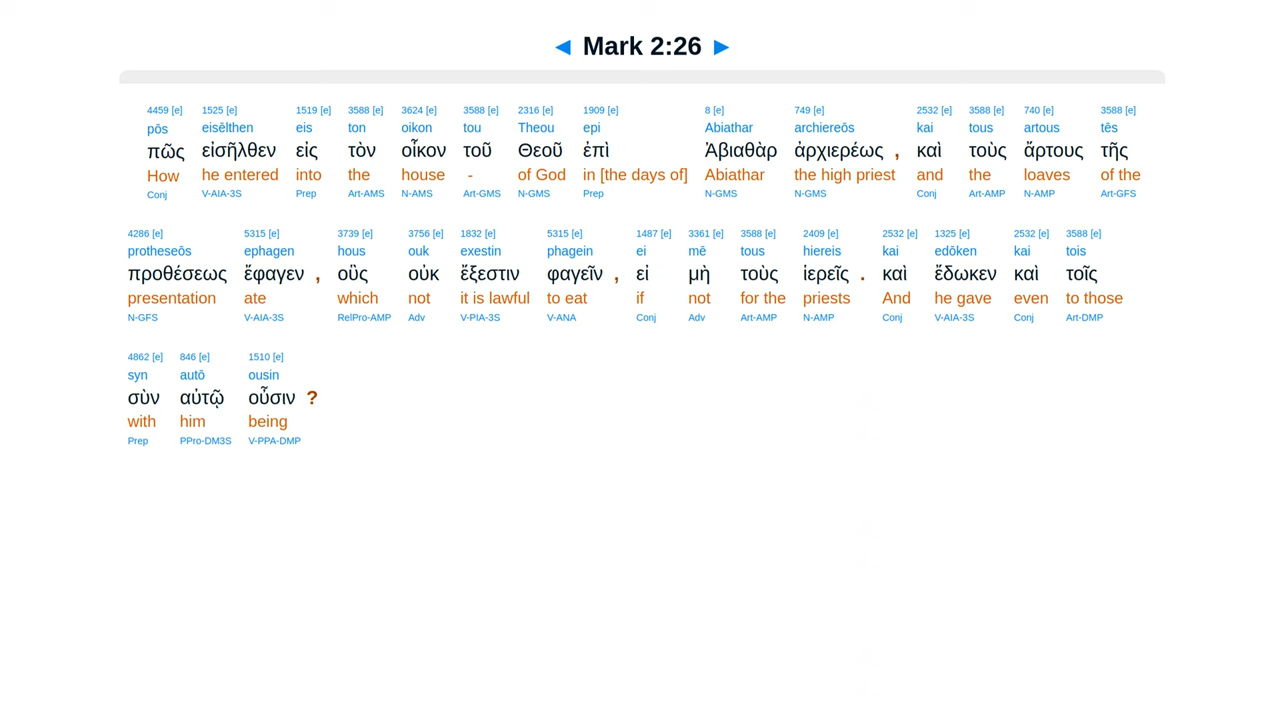 ◄ Mark 2:26 ►
4459 [e] 1525 [e] 1519 [e] 3588 [e] 3624 [e] 3588 [e] 2316 [e] 1909 [e] 8 [e] 749 [e] 2532 [e] 3588 [e] 740 [e] 3588 [e]
pōs eisēlthen eis ton oikon tou Theou epi Abiathar archiereōs kai tous artous tēs
πῶς εἰσῆλθεν εἰς τὸν οἶκον τοῦ Θεοῦ ἐπὶ Ἀβιαθὰρ ἀρχιερέως , καὶ τοὺς ἄρτους τῆς
How he entered into the house - of God in [the days of] Abiathar the high priest and the loaves of the
Conj V-AIA-3S Prep Art-AMS N-AMS Art-GMS N-GMS Prep N-GMS N-GMS Conj Art-AMP N-AMP Art-GFS
4286 [e] 5315 [e] 3739 [e] 3756 [e] 1832 [e] 5315 [e] 1487 [e] 3361 [e] 3588 [e] 2409 [e] 2532 [e] 1325 [e] 2532 [e] 3588 [e]
protheseōs ephagen hous ouk exestin phagein ei mē tous hiereis kai edōken kai tois
προθέσεως ἔφαγεν , οὓς οὐκ ἔξεστιν φαγεῖν , εἰ μὴ τοὺς ἱερεῖς . καὶ ἔδωκεν καὶ τοῖς
presentation ate which not it is lawful to eat if not for the priests And he gave even to those
N-GFS V-AIA-3S RelPro-AMP Adv V-PIA-3S V-ANA Conj Adv Art-AMP N-AMP Conj V-AIA-3S Conj Art-DMP
4862 [e] 846 [e] 1510 [e]
syn autō ousin
σὺν αὐτῷ οὖσιν ?
with him being
Prep PPro-DM3S V-PPA-DMP